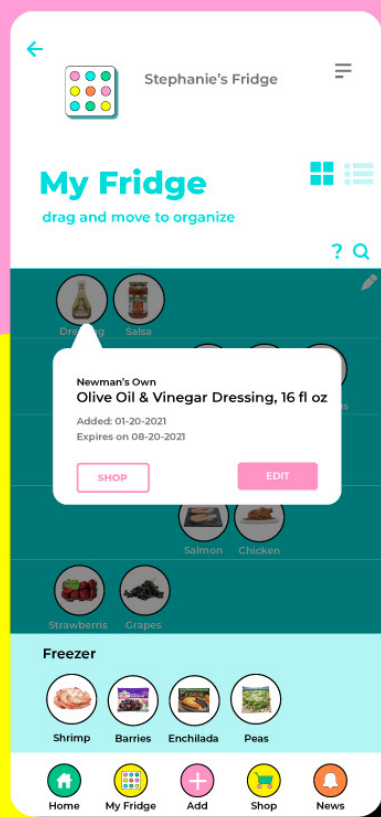 Stephanie's Fridge
My Fridge
drag and move to organize
?
Salsa
Newman's Own
Olive Oil & Vinegar Dressing, 16 fl oz
Added: 01-20-2021
Expires on 08-20-2021
SHOP
EDIT
Salmon Chicken
Strawberris Grapes
Freezer
Shrimp Barries Enchilada Peas
Home My Fridge Add Shop News